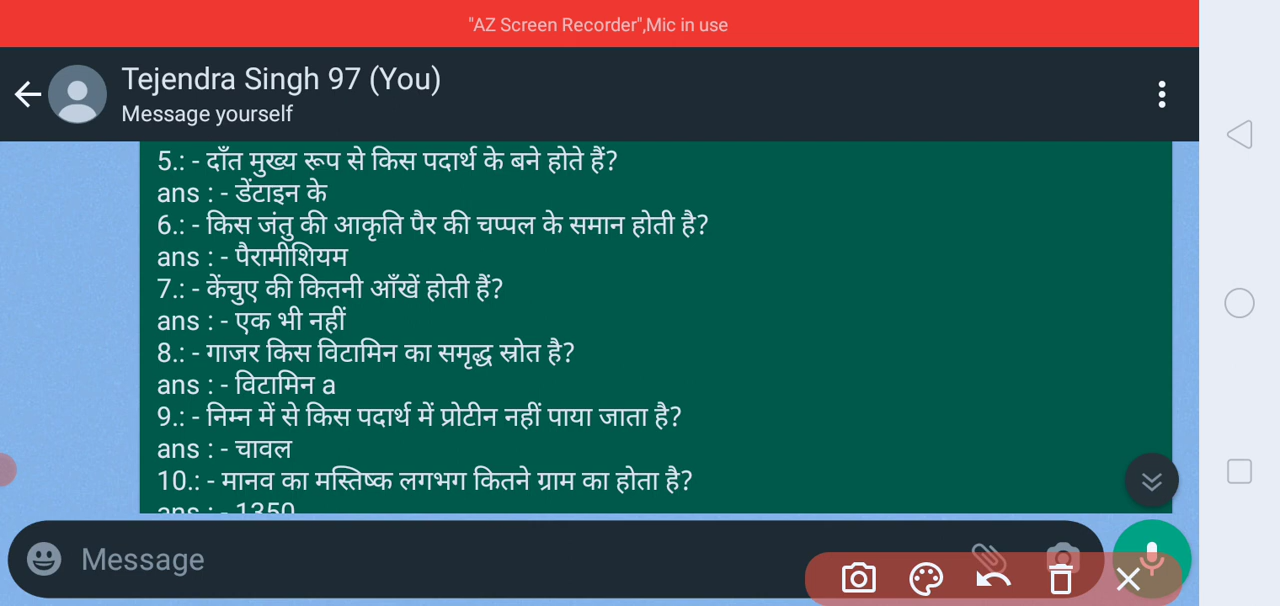 "AZ Screen Recorder",Mic in use
Tejendra Singh 97 (You)
Message yourself
5.: - दाँत मुख्य रूप से किस पदार्थ के बने होते हैं?
ans : - डेंटाइन के
6.: - किस जंतु की आकृति पैर की चप्पल के समान होती है?
ans : - पैरामीशियम
7.: - केंचुए की कितनी आँखें होती हैं?
ans : - एक भी नहीं
8.: - गाजर किस विटामिन का समृद्ध स्रोत है?
ans : - विटामिन a
9.: - निम्न में से किस पदार्थ में प्रोटीन नहीं पाया जाता है?
ans : - चावल
10.: - मानव का मस्तिष्क लगभग कितने ग्राम का होता है?
ans : - 1350
Message